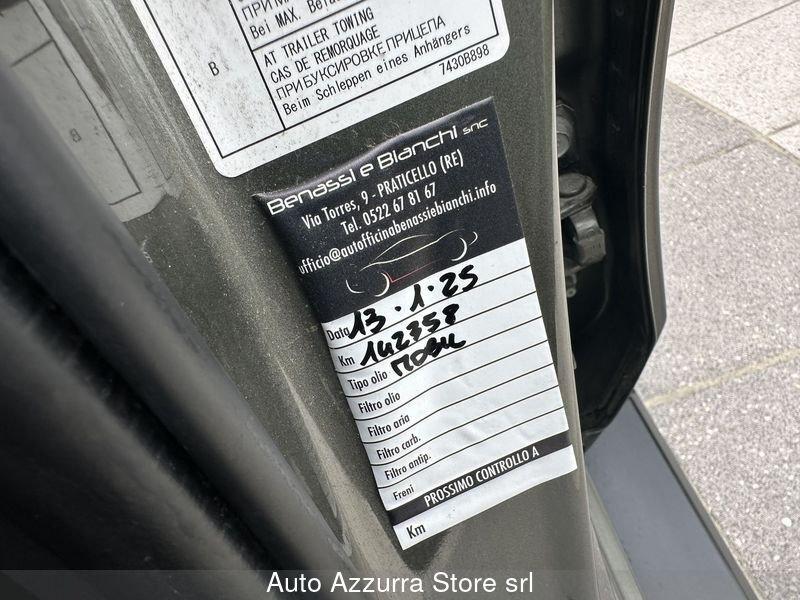 Bei MAX. Bela
B
AT TRAILER TOWING
CAS DE REMORQUAGE
ПРИ БУКСИРОВКЕ ПРИЦЕПА
Beim Schleppen eines Anhängers
7430B898
B
Benassi e Bianchi snc
Via Torres, 9 - PRATICELLO (RE)
Tel. 0522 67 81 67
ufficio@autofficinabenassiebianchi.info
Data 13.1.25
Km 142358
Tipo olio MOBIL
Filtro olio
Filtro aria
Filtro carb.
Filtro antip.
Freni
PROSSIMO CONTROLLO A
Km
Auto Azzurra Store srl